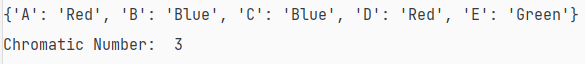 {'A': 'Red', 'B': 'Blue', 'C': 'Blue', 'D': 'Red', 'E': 'Green'}
Chromatic Number:  3